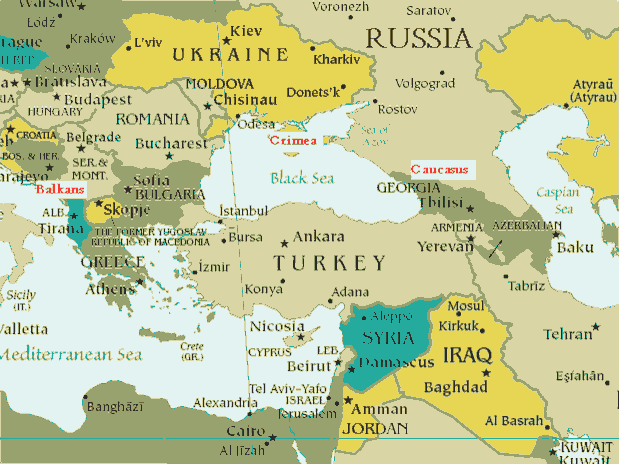 Warsaw
Łódź
Kraków
L'viv
Kiev
Voronezh
Saratov
RUSSIA
UKRAINE
Kharkiv
Volgograd
SLOVAKIA
Bratislava
MOLDOVA
Donets'k
Atyraū
(Atyrau)
Budapest
HUNGARY
Chisinau
Rostov
ROMANIA
Odesa
Sea of
Azov
CROATIA
Belgrade
Bucharest
Crimea
BOS. & HER.
SER. &
MONT.
Caucasus
Sarajevo
Sofia
Black Sea
Caspian
Sea
Balkans
BULGARIA
GEORGIA
Tbilisi
ALB.
Skopje
İstanbul
ARMENIA
AZERBAIJAN
Tirana
THE FORMER YUGOSLAV
REPUBLIC OF MACEDONIA
Bursa
Ankara
Yerevan
Baku
GREECE
TURKEY
İzmir
Tabrīz
Athens
Konya
Adana
Sicily
(IT.)
Mosul
Aleppo
Kirkuk
Valletta
Nicosia
SYRIA
Tehran
Crete
(GR.)
CYPRUS
LEB.
IRAQ
Mediterranean Sea
Beirut
Damascus
Eşfahān
Baghdad
Tel Aviv-Yafo
ISRAEL
Banghāzī
Alexandria
Jerusalem
Amman
Al Basrah
Cairo
JORDAN
Al Jīzah
KUWAIT
Kuwait